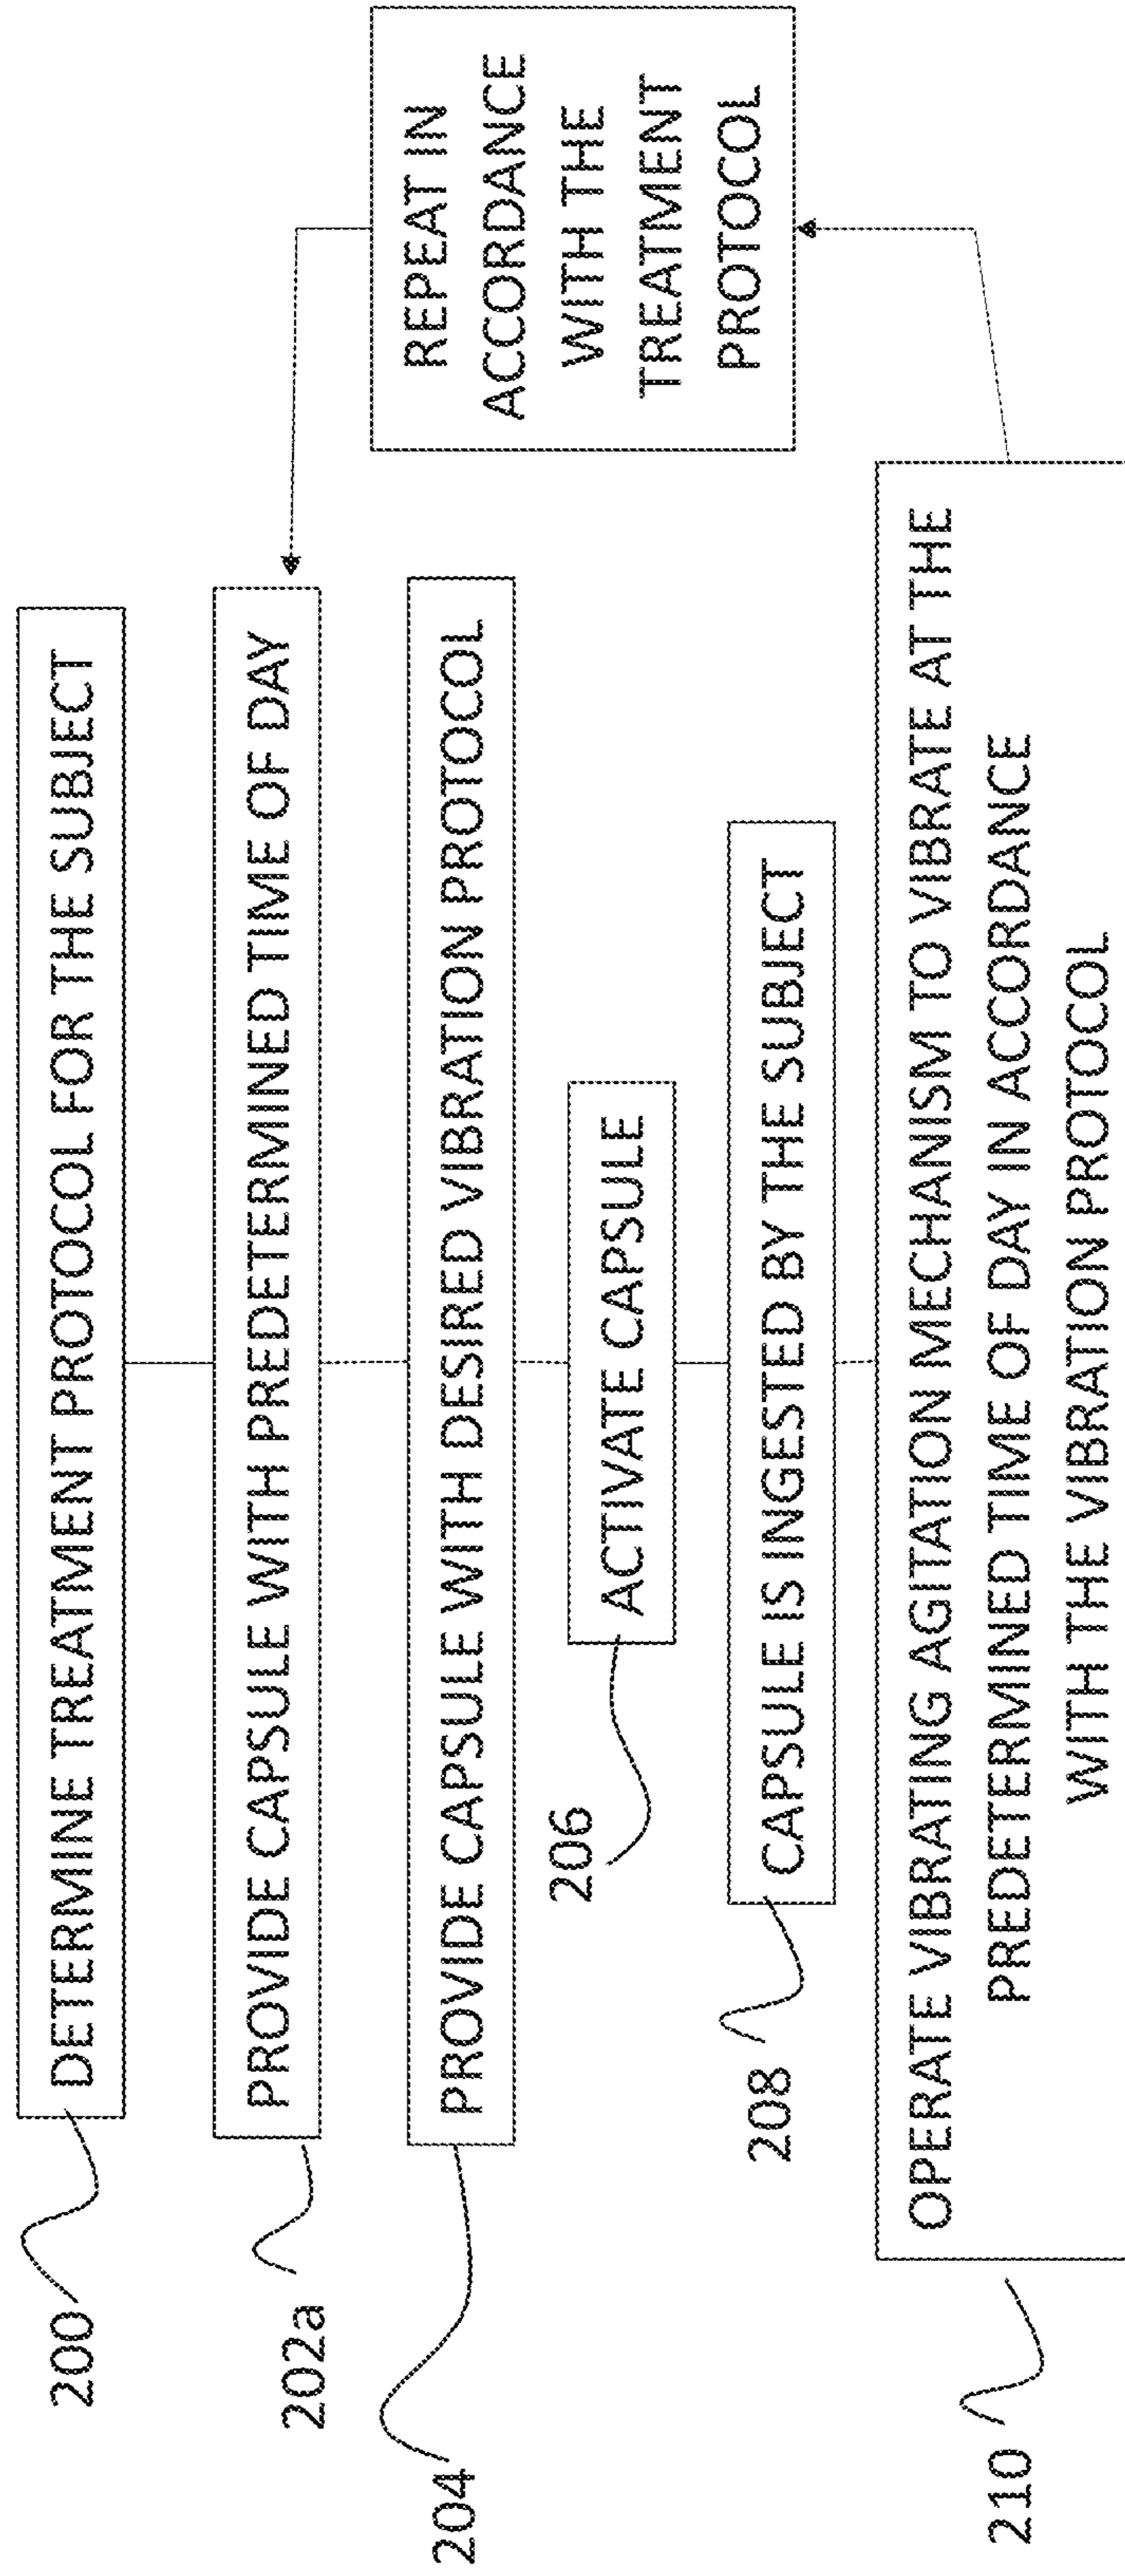 200
DETERMINE TREATMENT PROTOCOL FOR THE SUBJECT
202a
PROVIDE CAPSULE WITH PREDETERMINED TIME OF DAY
204
PROVIDE CAPSULE WITH DESIRED VIBRATION PROTOCOL
206
ACTIVATE CAPSULE
208
CAPSULE IS INGESTED BY THE SUBJECT
210
OPERATE VIBRATING AGITATION MECHANISM TO VIBRATE AT THE
PREDETERMINED TIME OF DAY IN ACCORDANCE
WITH THE VIBRATION PROTOCOL
REPEAT IN
ACCORDANCE
WITH THE
TREATMENT
PROTOCOL